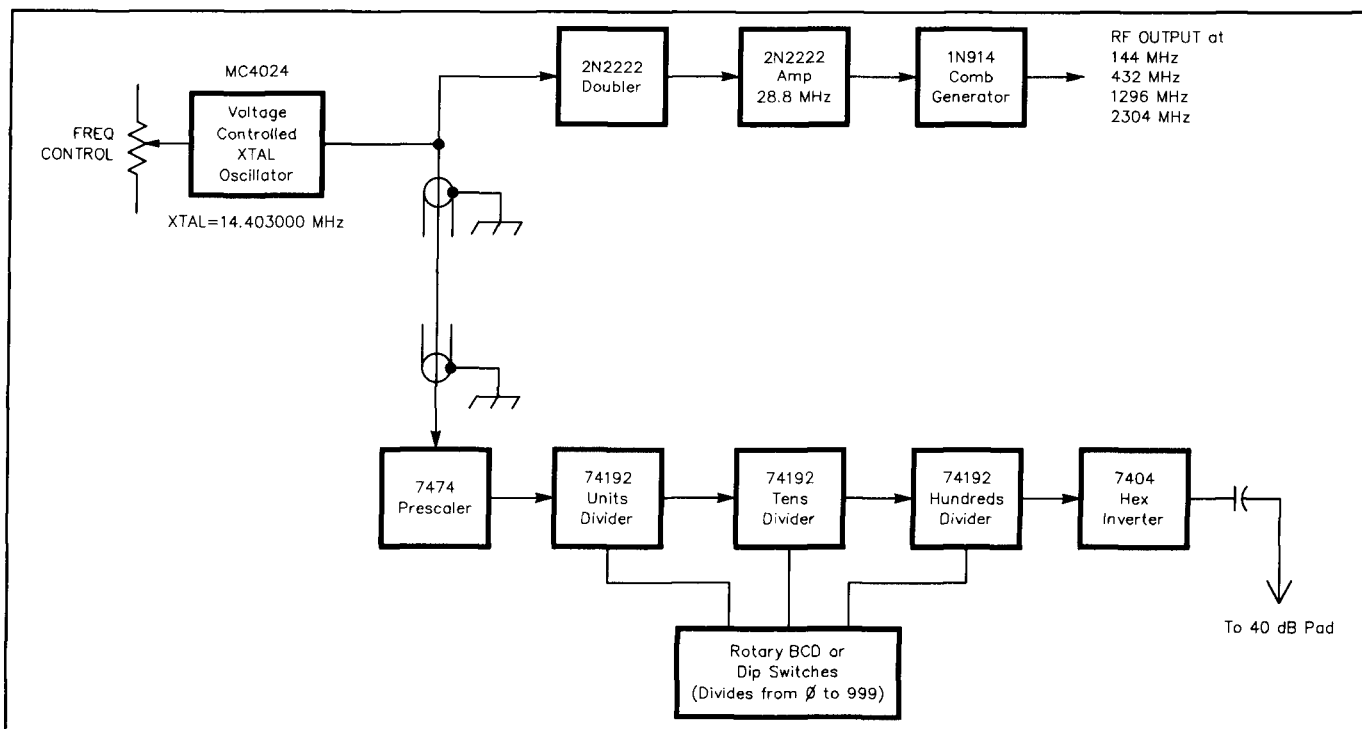 MC4024
FREQ
CONTROL
Voltage
Controlled
XTAL
Oscillator
XTAL=14.403000 MHz
2N2222
Doubler
2N2222
Amp
28.8 MHz
1N914
Comb
Generator
RF OUTPUT at
144 MHz
432 MHz
1296 MHz
2304 MHz
7474
Prescaler
74192
Units
Divider
74192
Tens
Divider
74192
Hundreds
Divider
7404
Hex
Inverter
To 40 dB Pad
Rotary BCD or
Dip Switches
(Divides from Ø to 999)